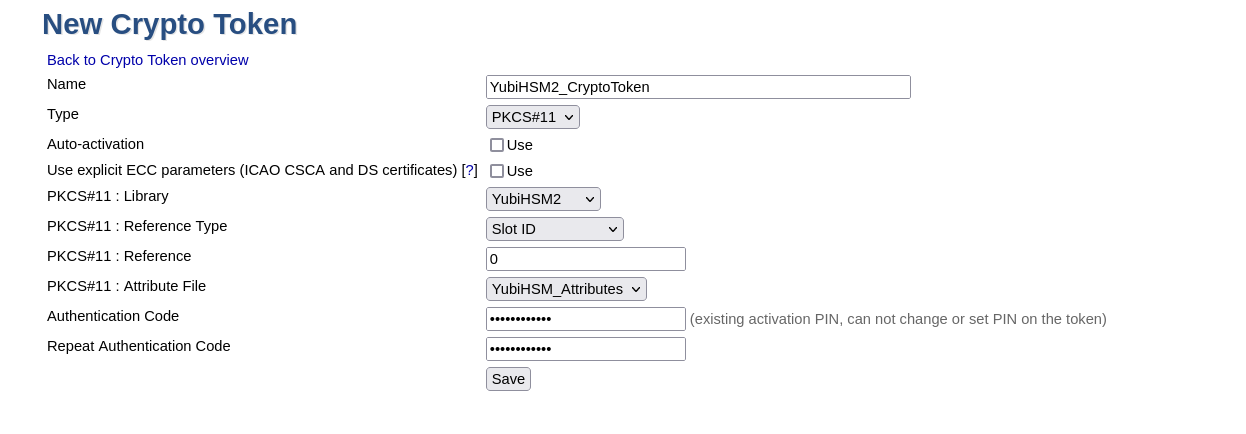 New Crypto Token
Back to Crypto Token overview
Name YubiHSM2_CryptoToken
Type PKCS#11
Auto-activation Use
Use explicit ECC parameters (ICAO CSCA and DS certificates) [?] Use
PKCS#11 : Library YubiHSM2
PKCS#11 : Reference Type Slot ID
PKCS#11 : Reference 0
PKCS#11 : Attribute File YubiHSM_Attributes
Authentication Code •••••••••••• (existing activation PIN, can not change or set PIN on the token)
Repeat Authentication Code ••••••••••••
Save